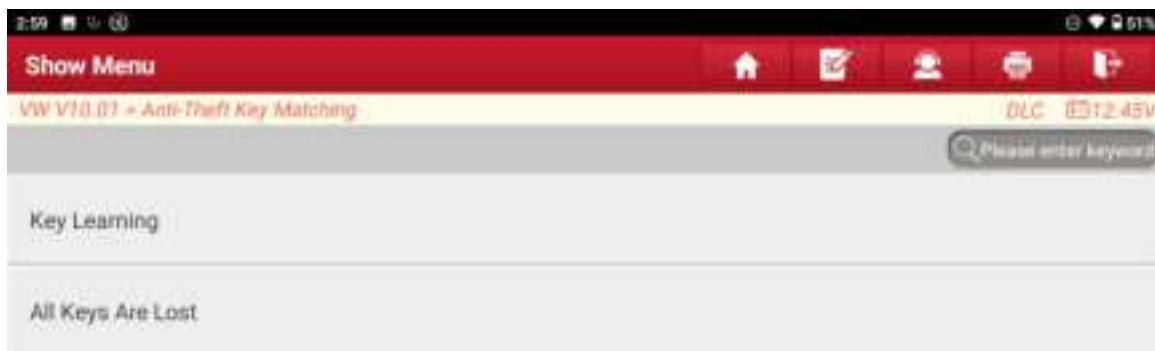 2:59 51%
Show Menu
VW V10.01 > Anti-Theft Key Matching DLC 12.45V
Please enter keyword
Key Learning
All Keys Are Lost